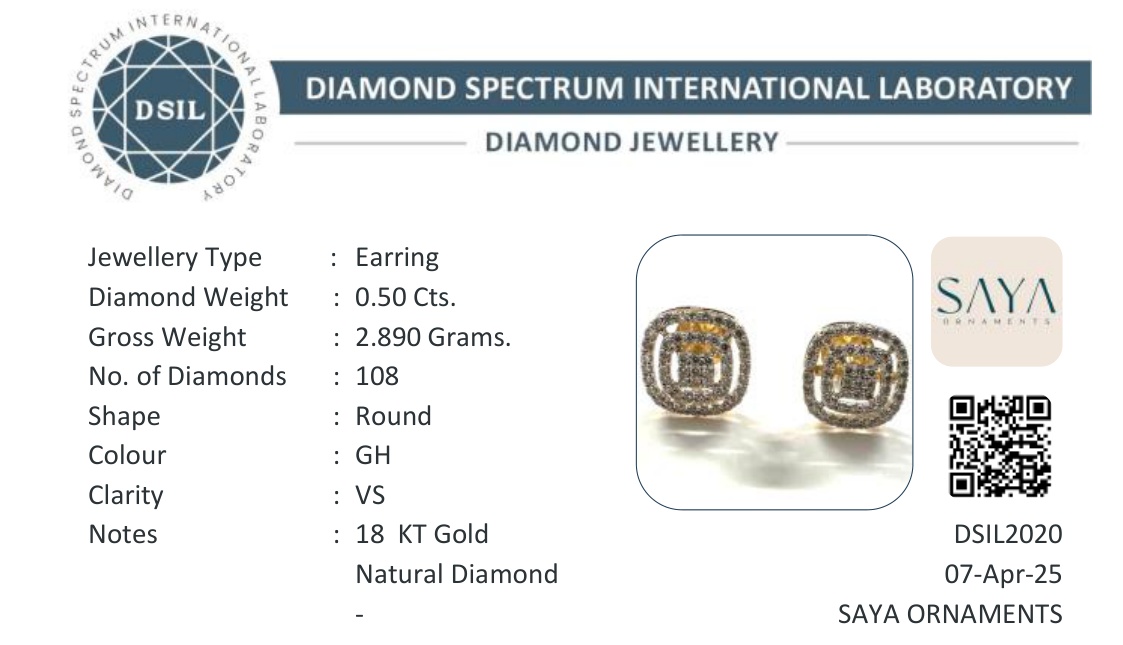 DIAMOND SPECTRUM INTERNATIONAL LABORATORY
DSIL
DIAMOND SPECTRUM INTERNATIONAL LABORATORY
DIAMOND JEWELLERY
Jewellery Type : Earring
Diamond Weight : 0.50 Cts.
Gross Weight : 2.890 Grams.
No. of Diamonds : 108
Shape : Round
Colour : GH
Clarity : VS
Notes : 18 KT Gold
Natural Diamond
-
SAYA
ORNAMENTS
DSIL2020
07-Apr-25
SAYA ORNAMENTS